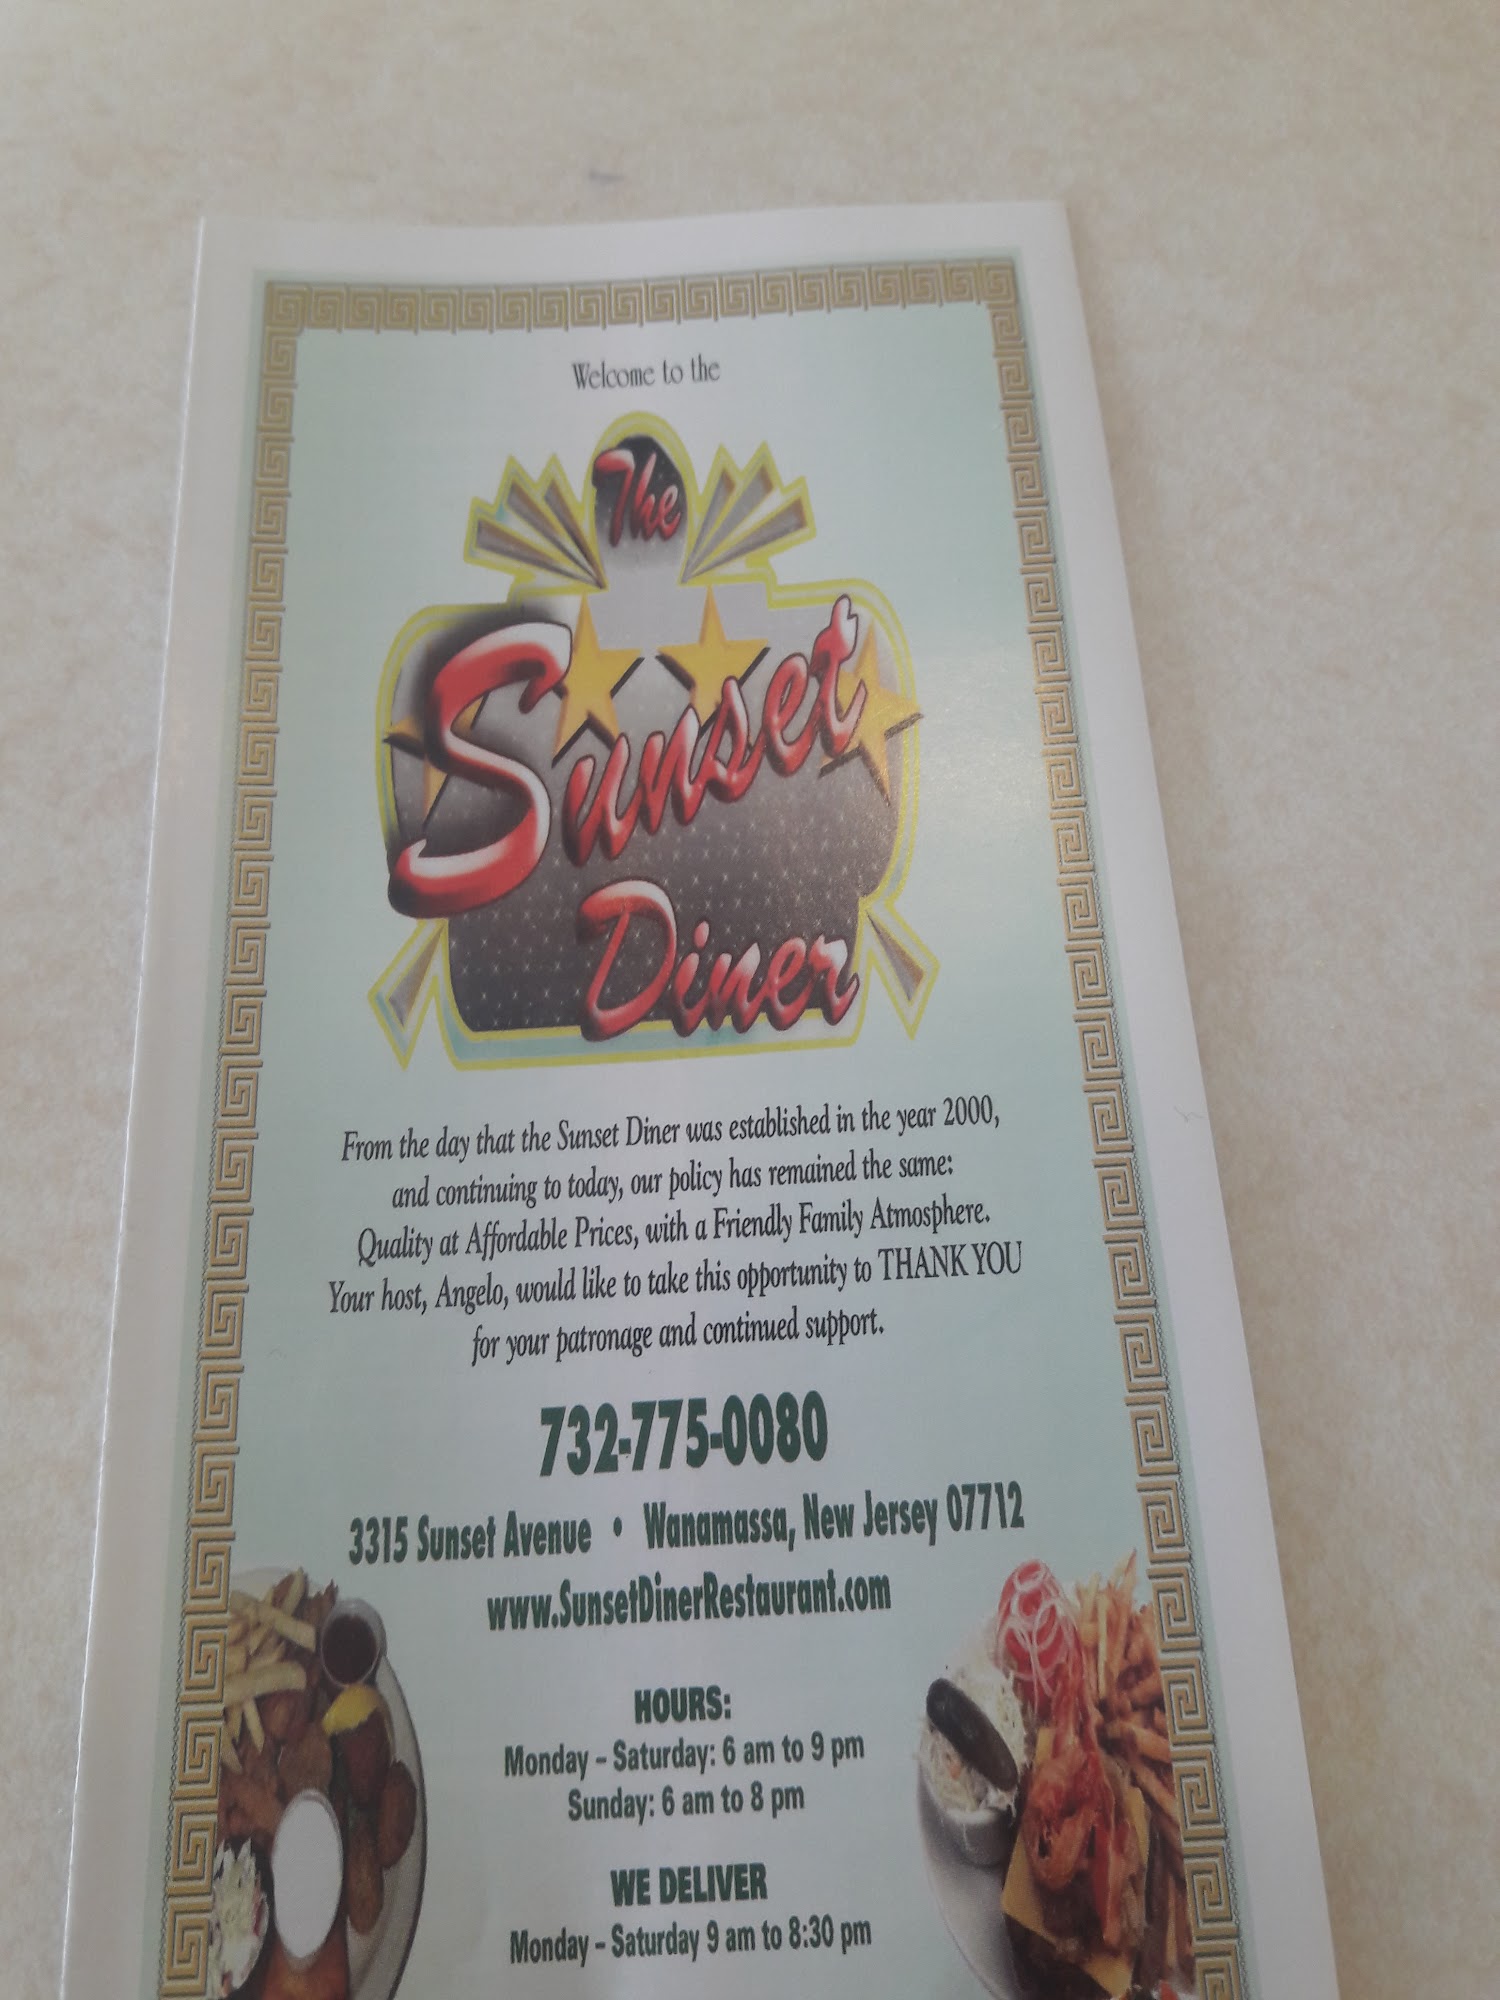 Welcome to the
The
Sunset
Diner
From the day that the Sunset Diner was established in the year 2000,
and continuing to today, our policy has remained the same:
Quality at Affordable Prices, with a Friendly Family Atmosphere.
Your host, Angelo, would like to take this opportunity to THANK YOU
for your patronage and continued support.
732-775-0080
3315 Sunset Avenue • Wanamassa, New Jersey 07712
www.SunsetDinerRestaurant.com
HOURS:
Monday – Saturday: 6 am to 9 pm
Sunday: 6 am to 8 pm
WE DELIVER
Monday – Saturday 9 am to 8:30 pm